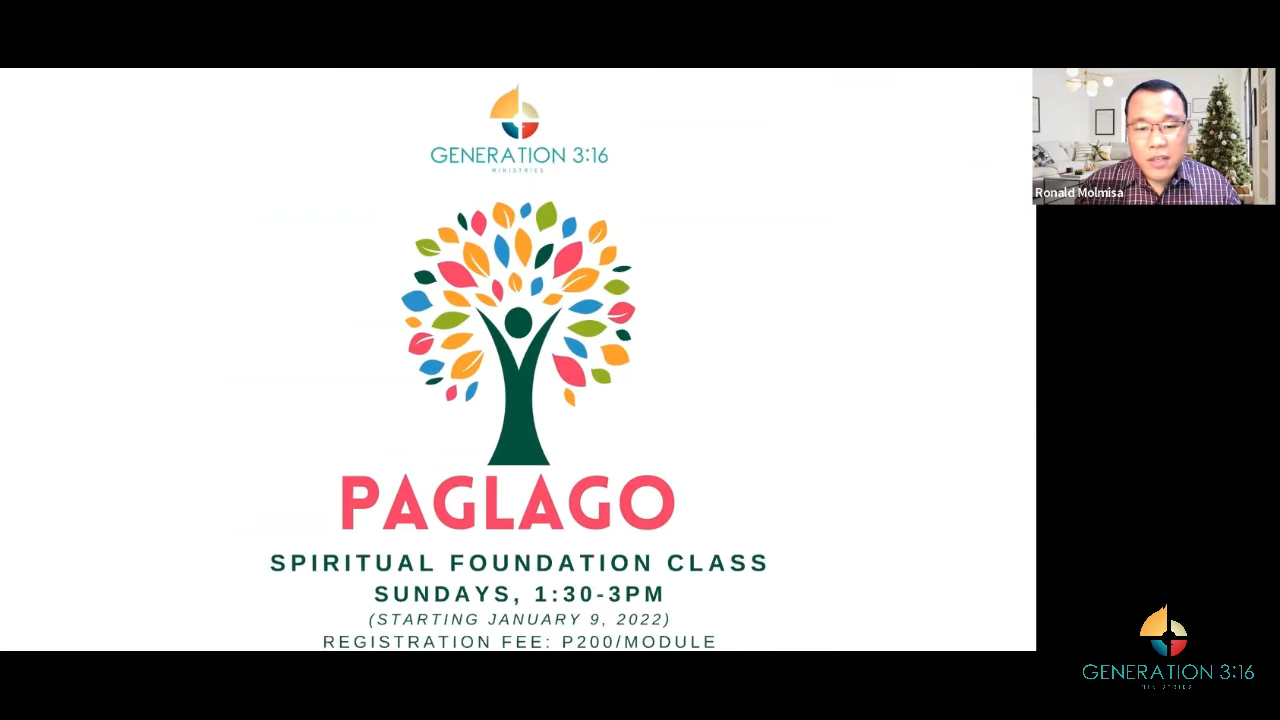 GENERATION 3:16
MINISTRIES
PAGLAGO
SPIRITUAL FOUNDATION CLASS
SUNDAYS, 1:30-3PM
(STARTING JANUARY 9, 2022)
REGISTRATION FEE: P200/MODULE
Ronald Molmisa
GENERATION 3:16
MINISTRIES